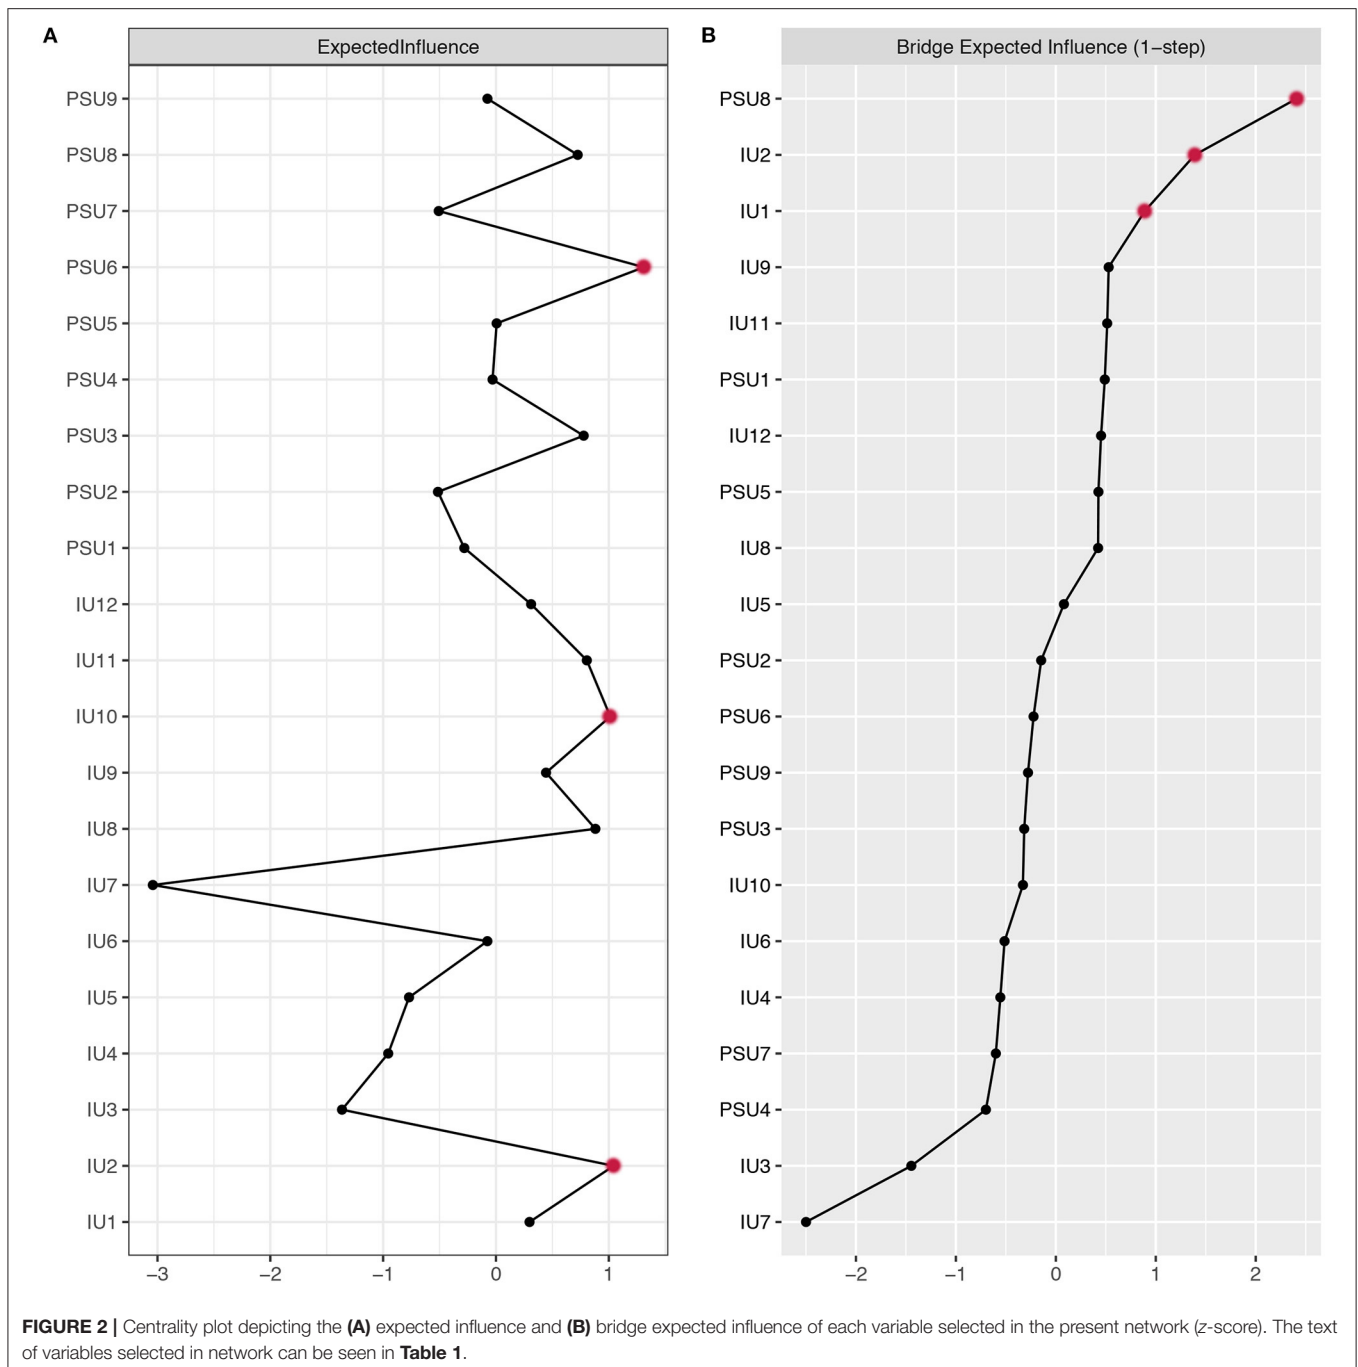 A
ExpectedInfluence
PSU9
PSU8
PSU7
PSU6
PSU5
PSU4
PSU3
PSU2
PSU1
IU12
IU11
IU10
IU9
IU8
IU7
IU6
IU5
IU4
IU3
IU2
IU1
−3 −2 −1 0 1
B
Bridge Expected Influence (1−step)
PSU8
IU2
IU1
IU9
IU11
PSU1
IU12
PSU5
IU8
IU5
PSU2
PSU6
PSU9
PSU3
IU10
IU6
IU4
PSU7
PSU4
IU3
IU7
−2 −1 0 1 2
FIGURE 2 | Centrality plot depicting the (A) expected influence and (B) bridge expected influence of each variable selected in the present network (z-score). The text
of variables selected in network can be seen in Table 1.